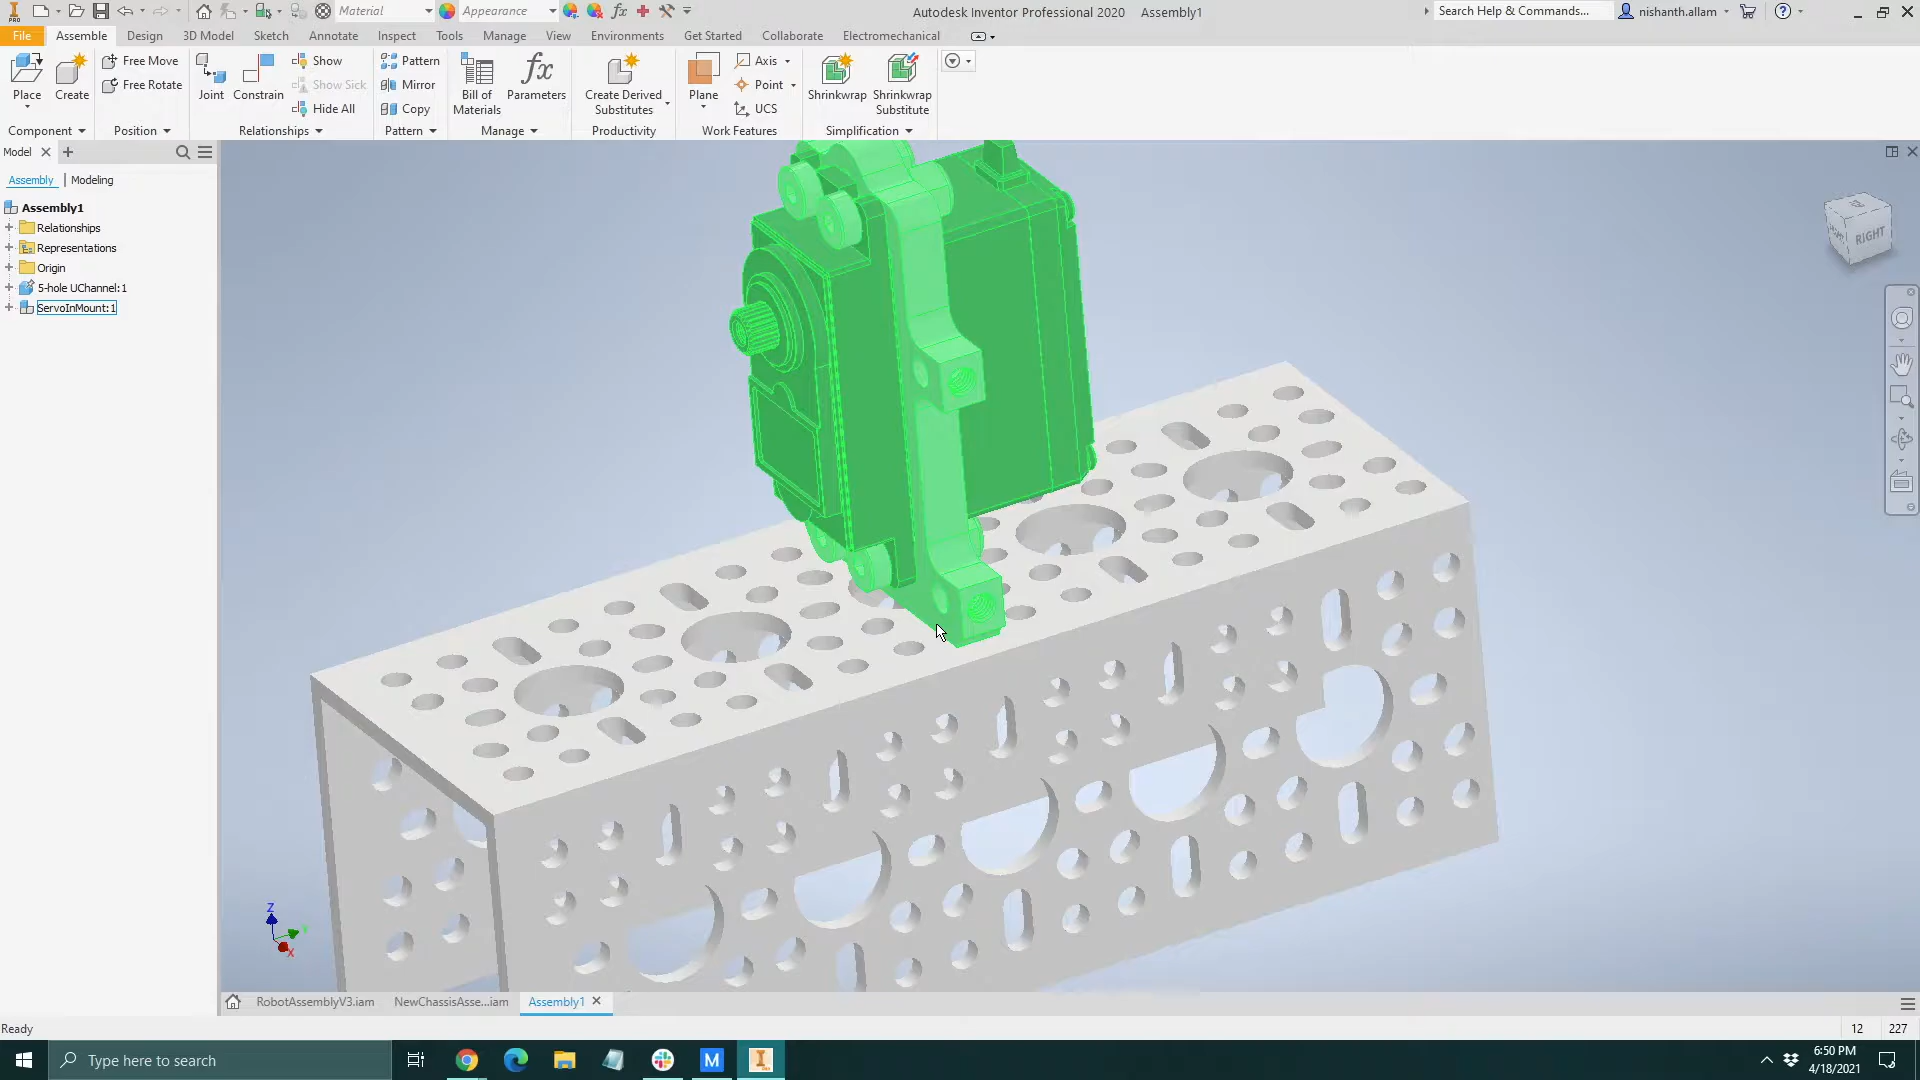 Material
Appearance
fx
Autodesk Inventor Professional 2020 Assembly1
Search Help & Commands...
nishanth.allam
File Assemble Design 3D Model Sketch Annotate Inspect Tools Manage View Environments Get Started Collaborate Electromechanical
Place
Create
Free Move
Free Rotate
Joint
Constrain
Show
Show Sick
Hide All
Pattern
Mirror
Copy
Bill of
Materials
fx
Parameters
Create Derived
Substitutes
Plane
Axis
Point
UCS
Shrinkwrap
Shrinkwrap
Substitute
Component Position Relationships Pattern Manage Productivity Work Features Simplification
Model
Assembly | Modeling
Assembly1
Relationships
Representations
Origin
5-hole UChannel:1
ServoInMount:1
RIGHT
Z
X
RobotAssemblyV3.iam NewChassisAsse...iam Assembly1
Ready
12 227
Type here to search
M
6:50 PM
4/18/2021